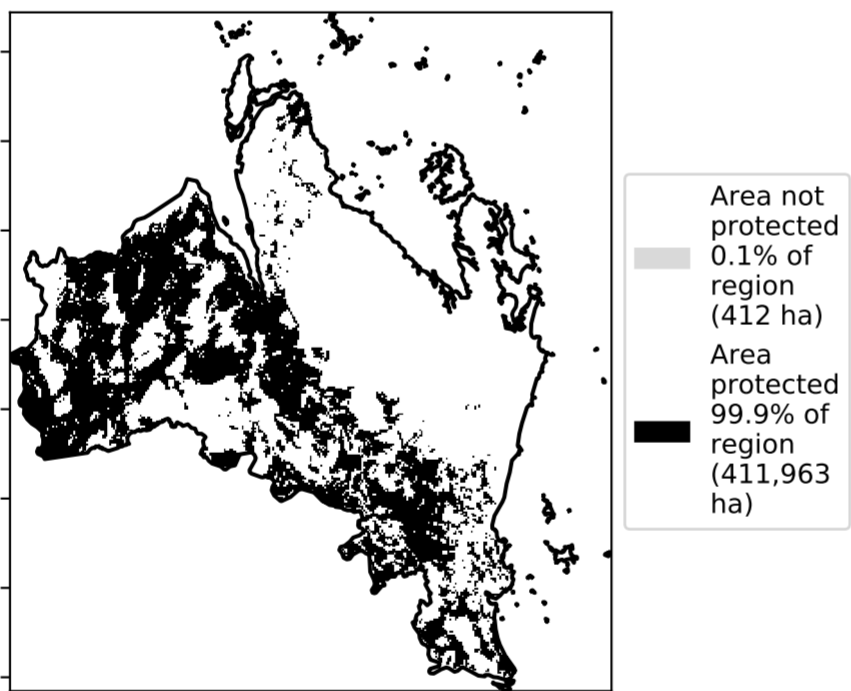 Area not
protected
0.1% of
region
(412 ha)
Area
protected
99.9% of
region
(411,963
ha)